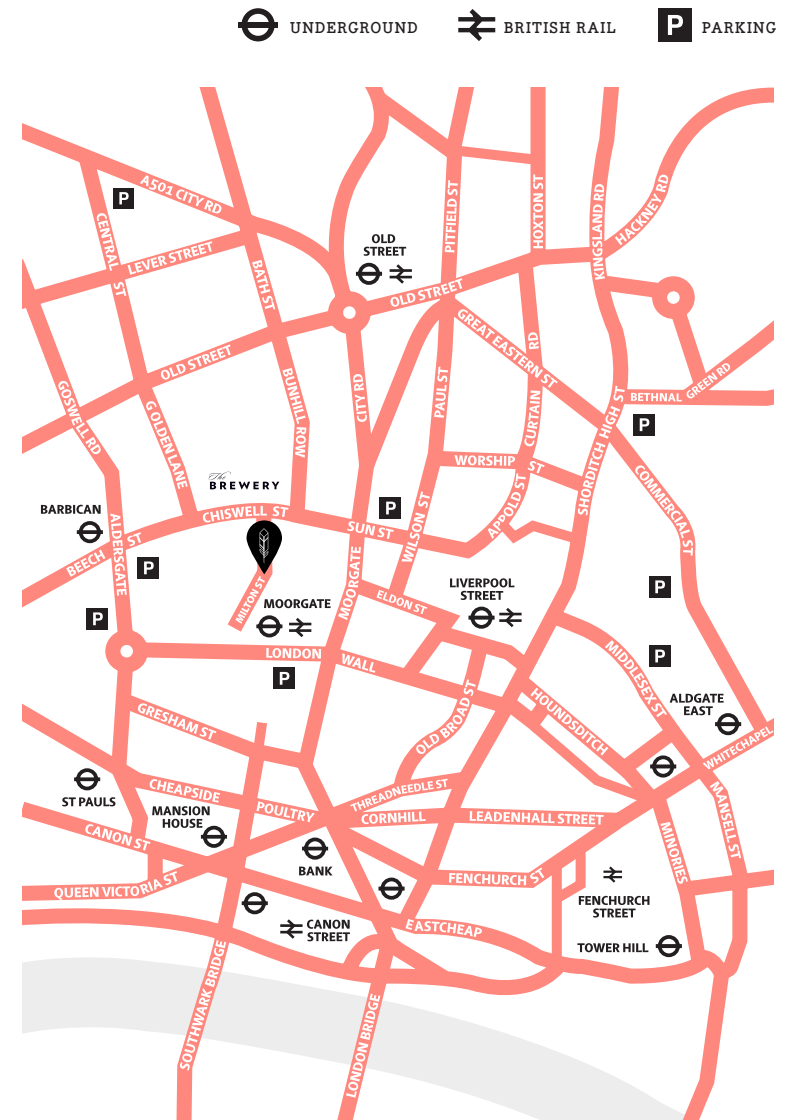 UNDERGROUND
BRITISH RAIL
P
PARKING
A501 CITY RD
P
CENTRAL ST
LEVER STREET
BATH ST
OLD
STREET
PITFIELD ST
HOXTON ST
KINGSLAND RD
HACKNEY RD
OLD STREET
OLD STREET
GREAT EASTERN ST
GOSWELL RD
GOLDEN LANE
BUNHILL ROW
CITY RD
PAUL ST
CURTAIN RD
SHORDITCH HIGH ST
BETHNAL GREEN RD
P
WORSHIP ST
COMMERCIAL ST
The
BREWERY
BARBICAN
CHISWELL ST
P
SUN ST
WILSON ST
APPOLD ST
BEECH ST
ALDERSGATE
P
MOORGATE
MILTON ST
MOORGATE
ELDON ST
LIVERPOOL
STREET
P
P
LONDON WALL
P
P
MIDDLESEX ST
ALDGATE
EAST
GRESHAM ST
OLD BROAD ST
HOUNDSDITCH
WHITECHAPEL
ST PAULS
CHEAPSIDE
POULTRY
THREADNEEDLE ST
MANSION
HOUSE
CORNHILL
LEADENHALL STREET
MANSELL ST
CANON ST
BANK
MINORIES
QUEEN VICTORIA ST
FENCHURCH ST
FENCHURCH
STREET
CANON
STREET
EASTCHEAP
TOWER HILL
SOUTHWARK BRIDGE
LONDON BRIDGE